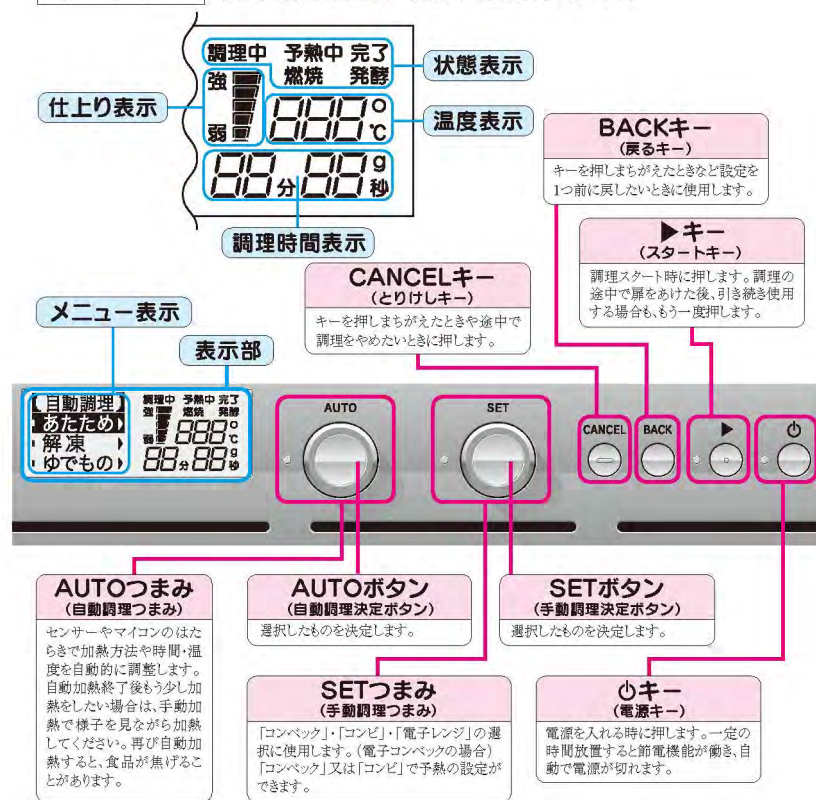 調理中 予熱中 完了
燃焼 発酵
強
弱
888°C
88分88g秒
状態表示
仕上り表示
温度表示
調理時間表示
BACKキー
(戻るキー)
キーを押しまちがえたときなど設定を
1つ前に戻したいときに使用します。
▶キー
(スタートキー)
調理スタート時に押します。調理の
途中で扉をあけた後、引き続き使用
する場合も、もう一度押します。
CANCELキー
(とりけしキー)
キーを押しまちがえたときや途中で
調理をやめたいときに押します。
メニュー表示
表示部
【自動調理】
あたため
解凍
ゆでもの
調理中 予熱中 完了
強 燃焼 発酵
弱 888°C
88分88g秒
AUTO
SET
CANCEL
BACK
AUTOつまみ
(自動調理つまみ)
センサーやマイコンのはた
らきで加熱方法や時間・温
度を自動的に調整します。
自動加熱終了後もう少し加
熱をしたい場合は、手動加
熱で様子を見ながら加熱
してください。再び自動加
熱すると、食品が焦げるこ
とがあります。
AUTOボタン
(自動調理決定ボタン)
選択したものを決定します。
SETボタン
(手動調理決定ボタン)
選択したものを決定します。
SETつまみ
(手動調理つまみ)
「コンベック」・「コンビ」・「電子レンジ」の選
択に使用します。(電子コンベックの場合)
「コンベック」又は「コンビ」で予熱の設定が
できます。
⏻キー
(電源キー)
電源を入れる時に押します。一定の
時間放置すると節電機能が働き、自
動で電源が切れます。